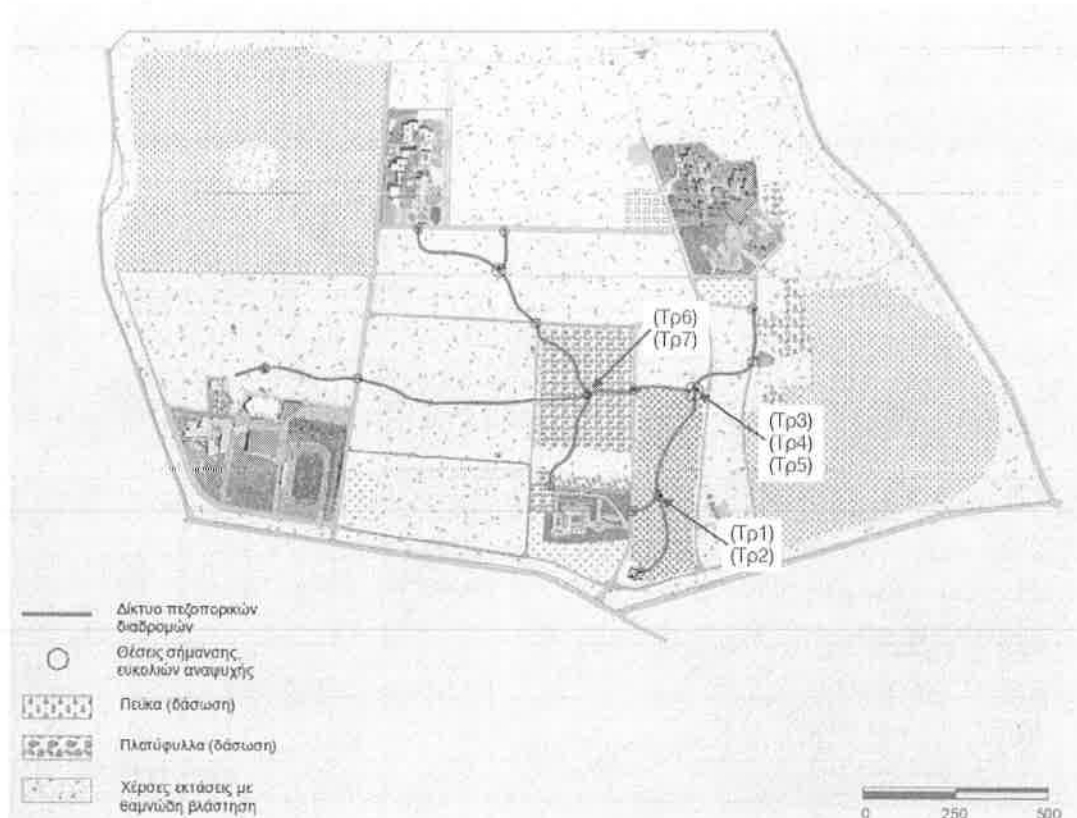 (Τρ6)
(Τρ7)
(Τρ3)
(Τρ4)
(Τρ5)
(Τρ1)
(Τρ2)
Δίκτυο πεζοπορικών
διαδρομών
Θέσεις σήμανσης,
ευκολιών αναψυχής
Πεύκα (δάσωση)
Πλατύφυλλα (δάσωση)
Χέρσες εκτάσεις με
θαμνώδη βλάστηση
0 250 500